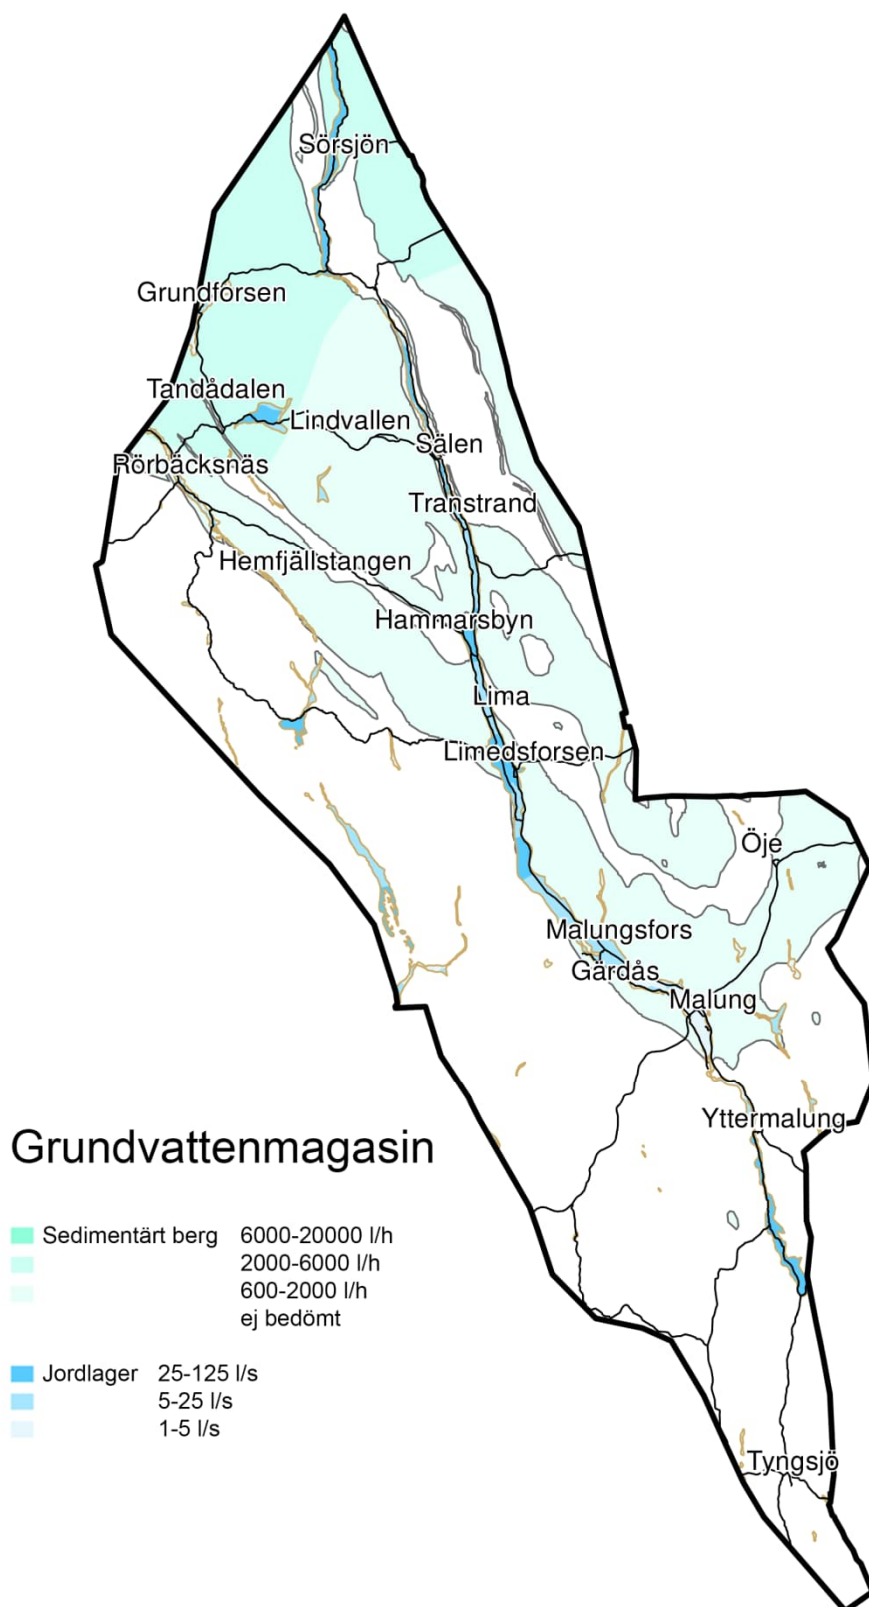 Sörsjön
Grundforsen
Tandådalen
Lindvallen
Sälen
Rörbäcksnäs
Transtrand
Hemfjällstangen
Hammarsbyn
Lima
Limedsforsen
Öje
Malungsfors
Gärdås
Malung
Yttermalung
Grundvattenmagasin
Sedimentärt berg 6000-20000 l/h
2000-6000 l/h
600-2000 l/h
ej bedömt
Jordlager 25-125 l/s
5-25 l/s
1-5 l/s
Tyngsjö